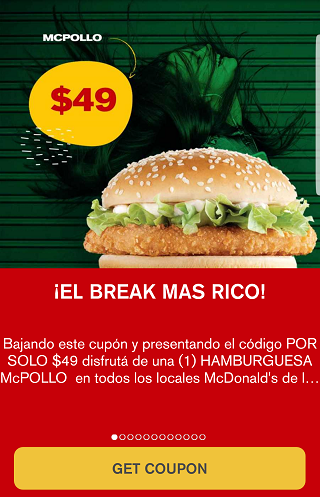 MCPOLLO
$49
¡EL BREAK MAS RICO!
Bajando este cupón y presentando el código POR
SOLO $49 disfrutá de una (1) HAMBURGUESA
McPOLLO en todos los locales McDonald's de l...
GET COUPON